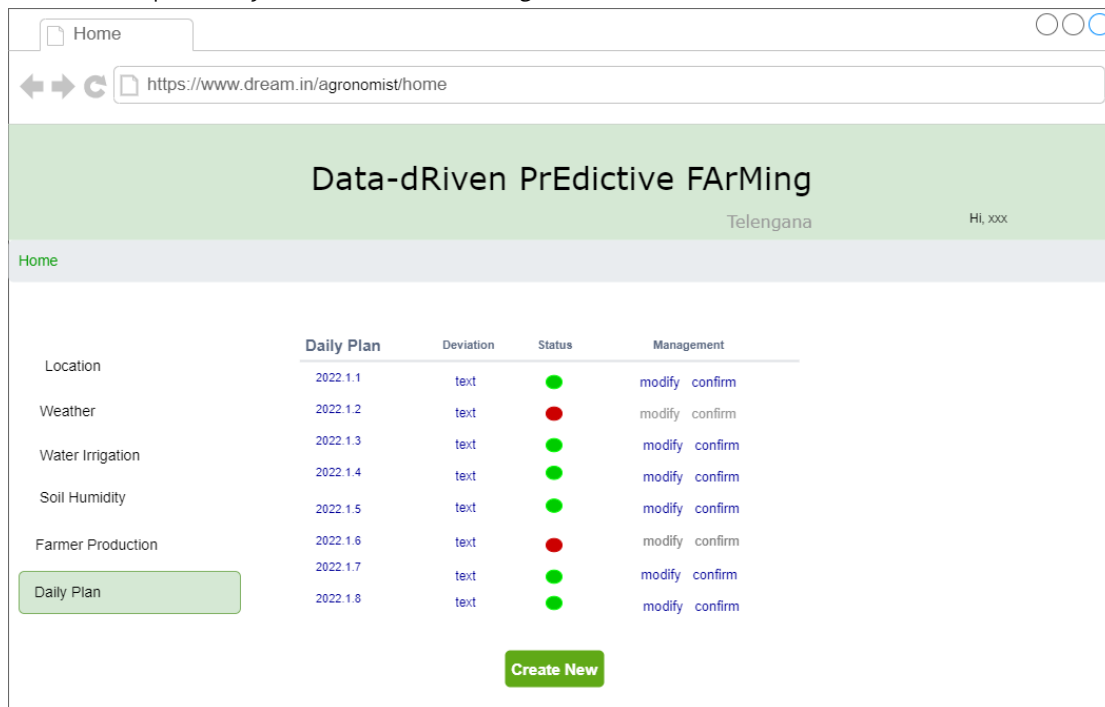 Home
https://www.dream.in/agronomist/home
Data-dRiven PrEdictive FArMing
Telengana
Hi, xxx
Home
Location
Weather
Water Irrigation
Soil Humidity
Farmer Production
Daily Plan
Daily Plan Deviation Status Management
2022.1.1 text modify confirm
2022.1.2 text modify confirm
2022.1.3 text modify confirm
2022.1.4 text modify confirm
2022.1.5 text modify confirm
2022.1.6 text modify confirm
2022.1.7 text modify confirm
2022.1.8 text modify confirm
Create New